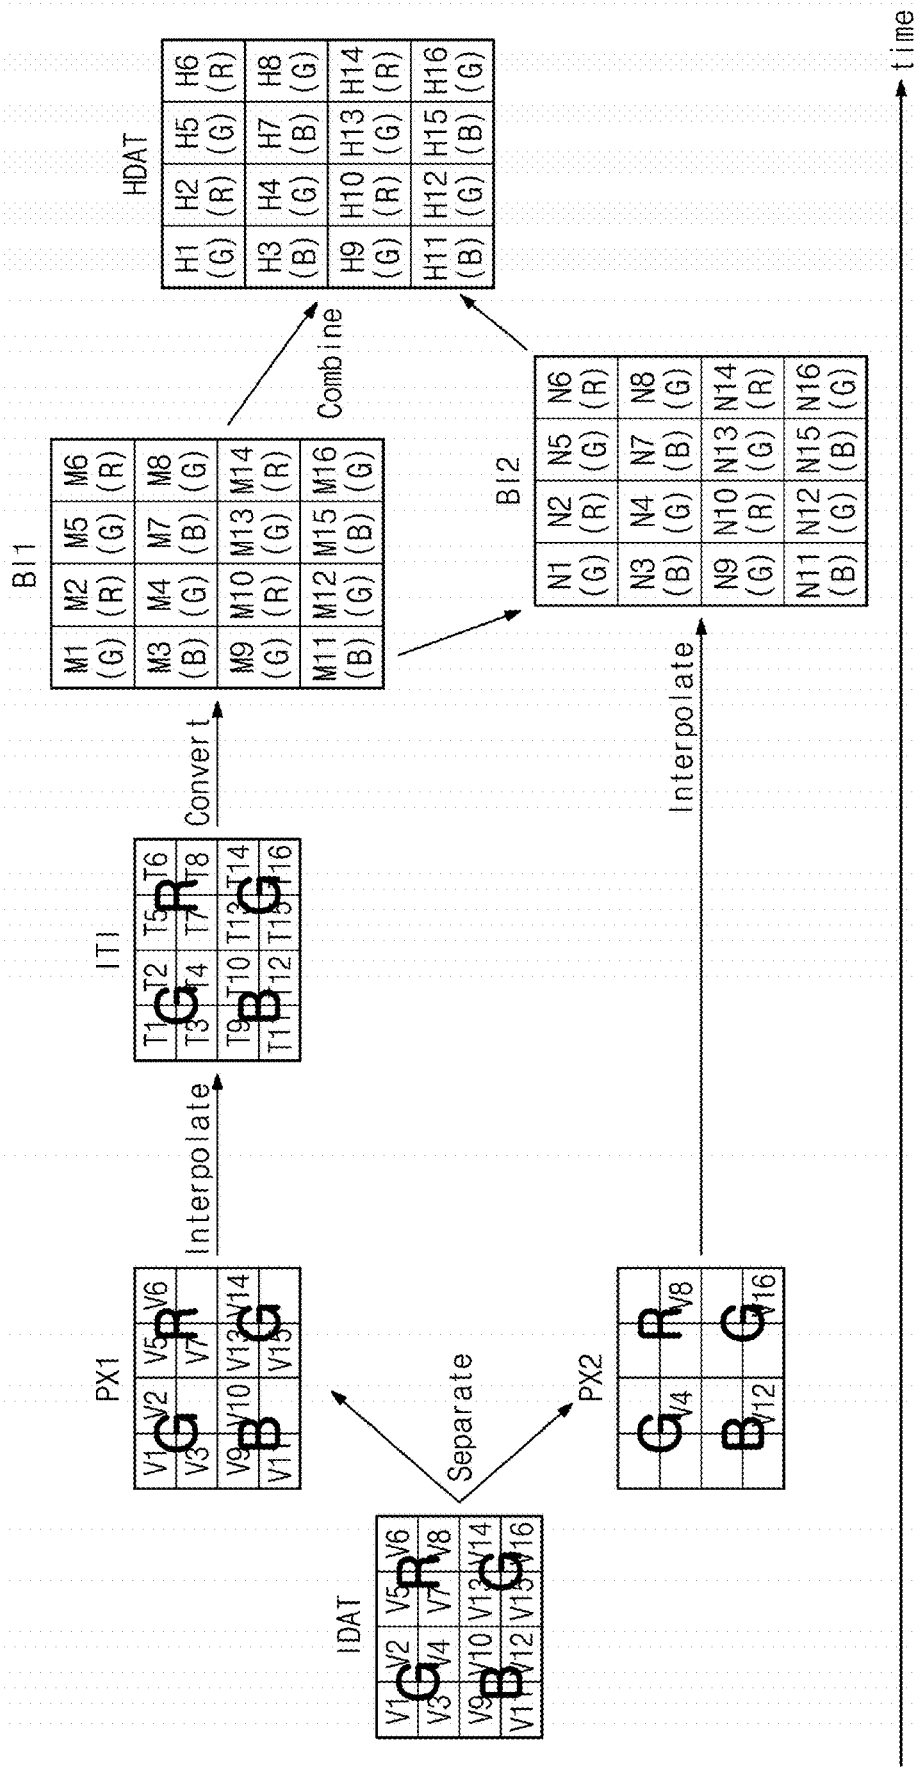 IDAT
V1 V2 V5 V6
V3 V4 V7 V8
G R
V9 V10 V13 V14
V11 V12 V15 V16
B G
Separate
PX1
V1 V2 V5 V6
V3 V7
G R
V9 V10 V13 V14
V11 V15
B G
PX2
V4 V8
G R
V12 V16
B G
Interpolate
ITI
T1 T2 T5 T6
T3 T4 T7 T8
G R
T9 T10 T13 T14
T11 T12 T15 T16
B G
Convert
Interpolate
BI1
M1 M2 M5 M6
(G) (R) (G) (R)
M3 M4 M7 M8
(B) (G) (B) (G)
M9 M10 M13 M14
(G) (R) (G) (R)
M11 M12 M15 M16
(B) (G) (B) (G)
BI2
N1 N2 N5 N6
(G) (R) (G) (R)
N3 N4 N7 N8
(B) (G) (B) (G)
N9 N10 N13 N14
(G) (R) (G) (R)
N11 N12 N15 N16
(B) (G) (B) (G)
Combine
HDAT
H1 H2 H5 H6
(G) (R) (G) (R)
H3 H4 H7 H8
(B) (G) (B) (G)
H9 H10 H13 H14
(G) (R) (G) (R)
H11 H12 H15 H16
(B) (G) (B) (G)
time